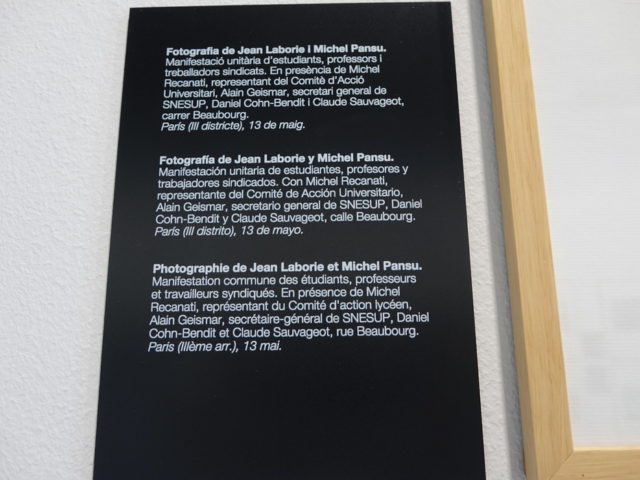 Fotografia de Jean Laborie i Michel Pansu.
Manifestació unitària d'estudiants, professors i
treballadors sindicats. En presència de Michel
Recanati, representant del Comitè d'Acció
Universitari, Alain Geismar, secretari general de
SNESUP, Daniel Cohn-Bendit i Claude Sauvageot,
carrer Beaubourg.
París (III districte), 13 de maig.
Fotografía de Jean Laborie y Michel Pansu.
Manifestación unitaria de estudiantes, profesores y
trabajadores sindicados. Con Michel Recanati,
representante del Comité de Acción Universitario,
Alain Geismar, secretario general de SNESUP, Daniel
Cohn-Bendit y Claude Sauvageot, calle Beaubourg.
París (III distrito), 13 de mayo.
Photographie de Jean Laborie et Michel Pansu.
Manifestation commune des étudiants, professeurs
et travailleurs syndiqués. En présence de Michel
Recanati, représentant du Comité d'action lycéen,
Alain Geismar, secrétaire-général de SNESUP, Daniel
Cohn-Bendit et Claude Sauvageot, rue Beaubourg.
Paris (IIIème arr.), 13 mai.